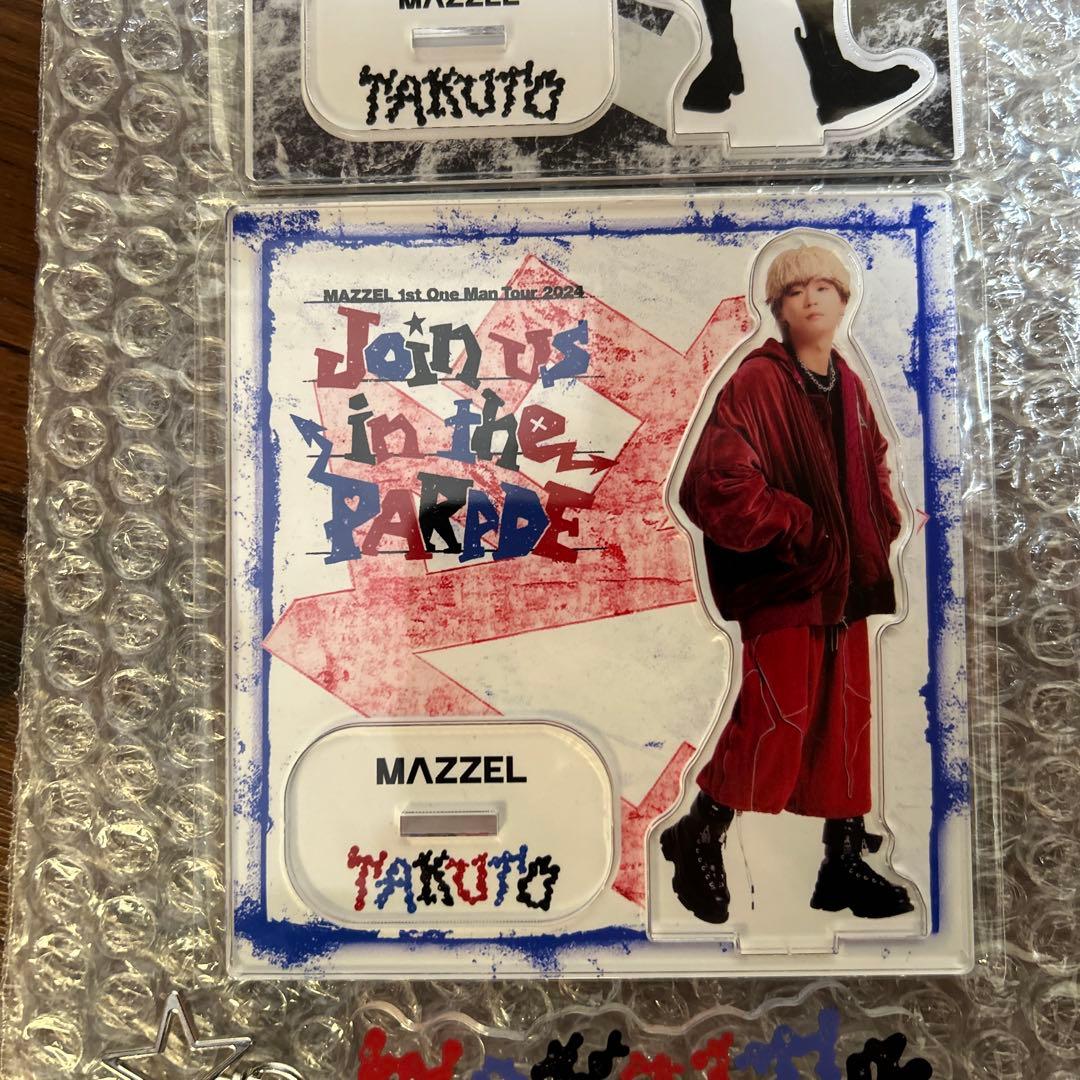 MAZZEL
TAKUTO
MAZZEL 1st One Man Tour 2024
Join us
in the
PARADE
MAZZEL
TAKUTO